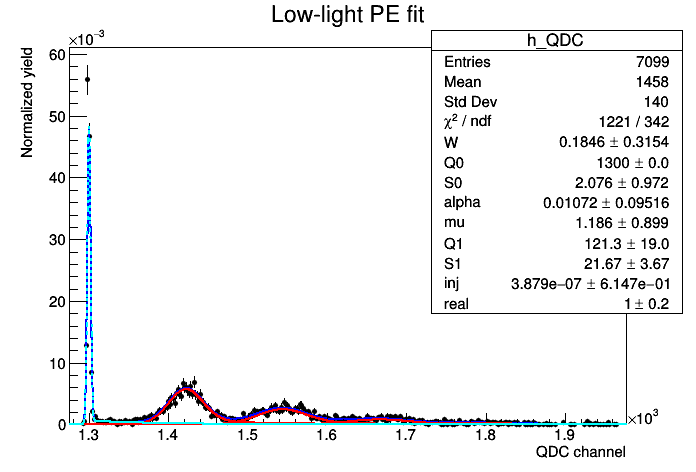 Low-light PE fit
×10⁻³
Normalized yield
60
50
40
30
20
10
0
1.3 1.4 1.5 1.6 1.7 1.8 1.9
×10³
QDC channel
h_QDC
Entries 7099
Mean 1458
Std Dev 140
χ² / ndf 1221 / 342
W 0.1846 ± 0.3154
Q0 1300 ± 0.0
S0 2.076 ± 0.972
alpha 0.01072 ± 0.09516
mu 1.186 ± 0.899
Q1 121.3 ± 19.0
S1 21.67 ± 3.67
inj 3.879e−07 ± 6.147e−01
real 1 ± 0.2